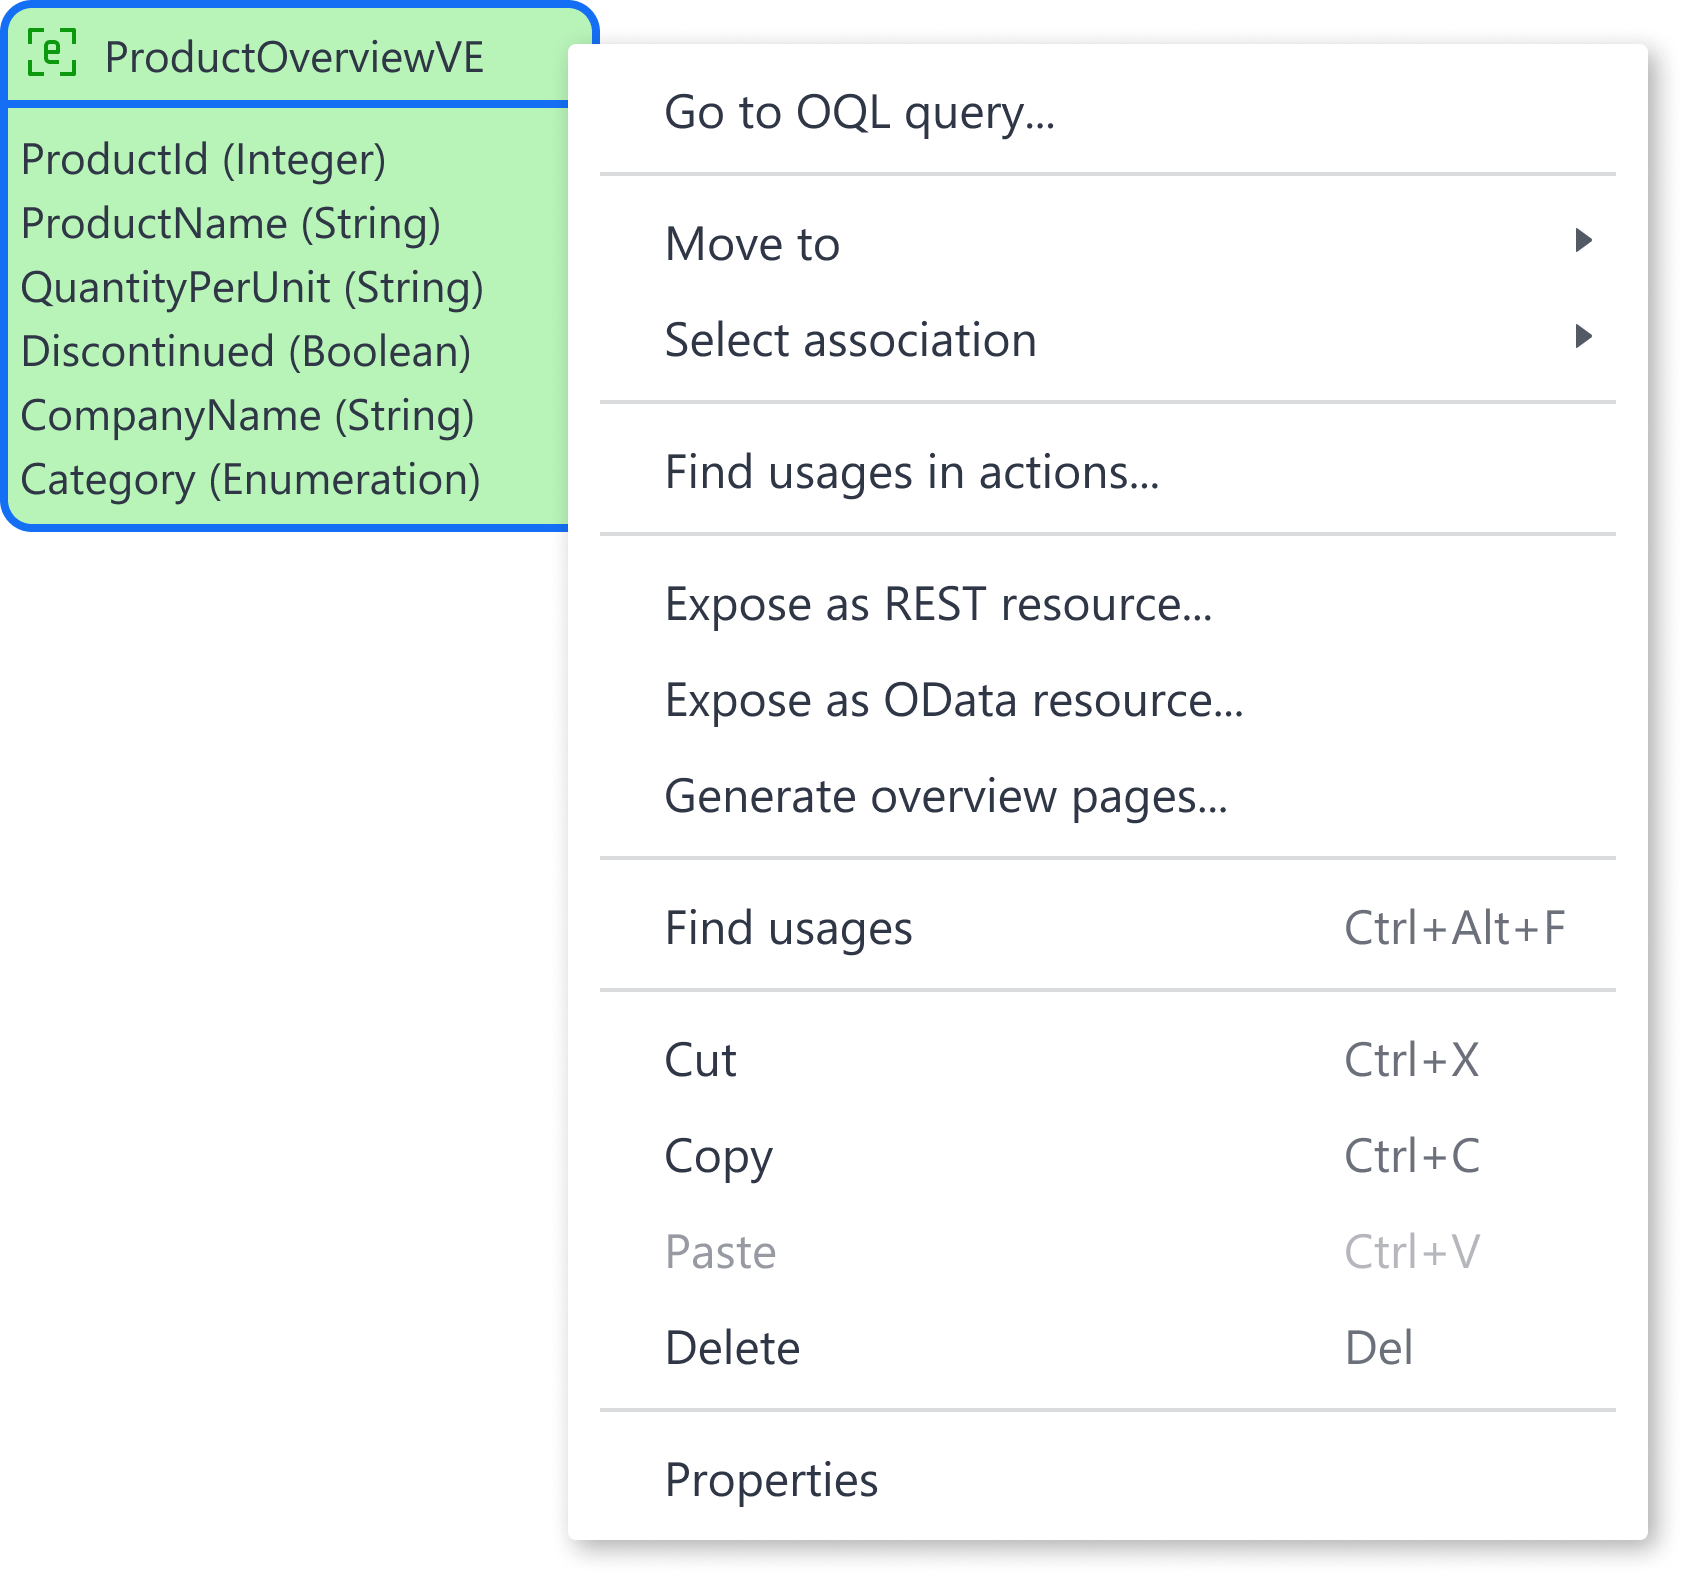 ProductOverviewVE
ProductId (Integer)
ProductName (String)
QuantityPerUnit (String)
Discontinued (Boolean)
CompanyName (String)
Category (Enumeration)
Go to OQL query...
Move to
Select association
Find usages in actions...
Expose as REST resource...
Expose as OData resource...
Generate overview pages...
Find usages Ctrl+Alt+F
Cut Ctrl+X
Copy Ctrl+C
Paste Ctrl+V
Delete Del
Properties